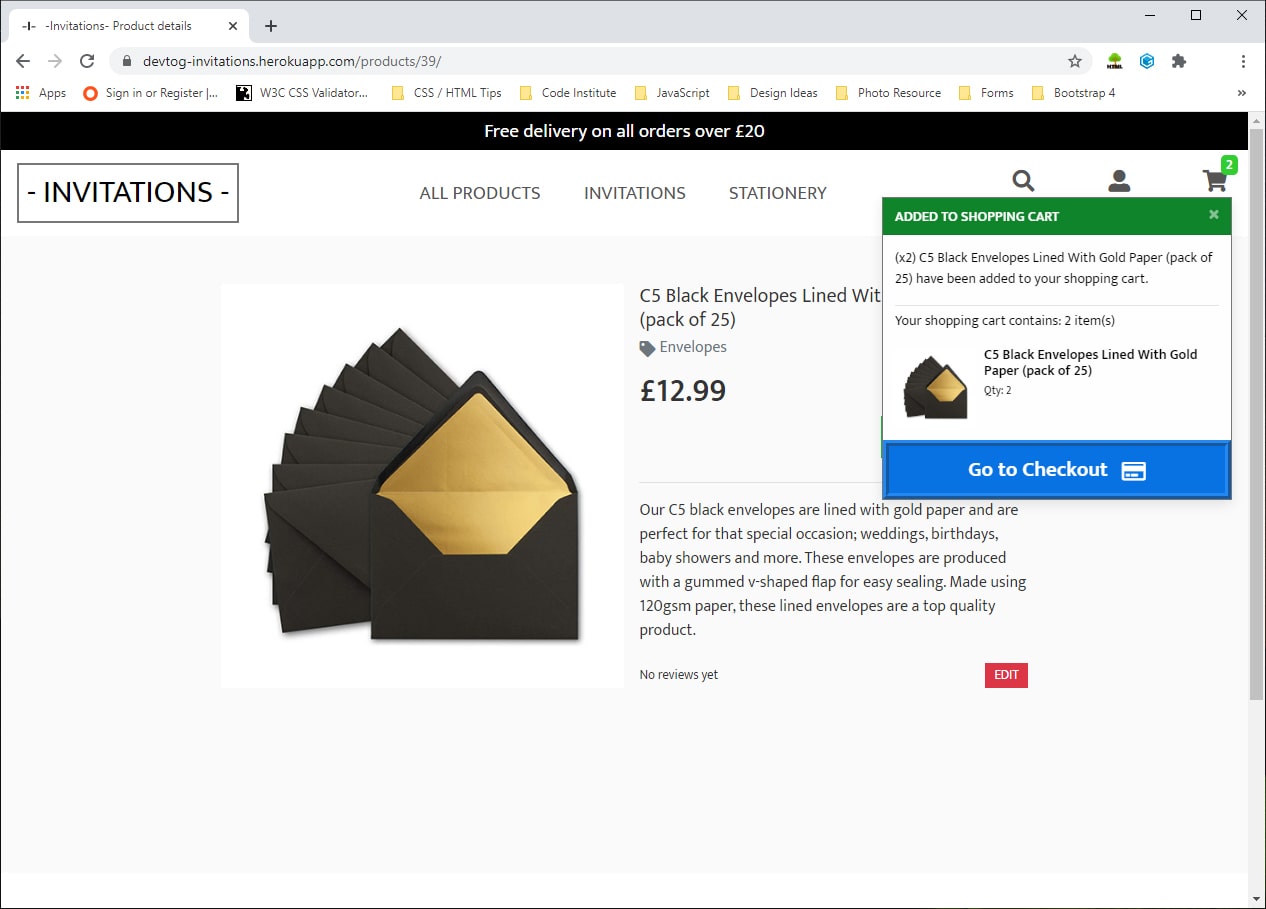 -Invitations- Product details
devtog-invitations.herokuapp.com/products/39/
Apps
Sign in or Register |...
W3C CSS Validator...
CSS / HTML Tips
Code Institute
JavaScript
Design Ideas
Photo Resource
Forms
Bootstrap 4
»
Free delivery on all orders over £20
- INVITATIONS -
ALL PRODUCTS
INVITATIONS
STATIONERY
2
ADDED TO SHOPPING CART
(x2) C5 Black Envelopes Lined With Gold Paper (pack of
25) have been added to your shopping cart.
Your shopping cart contains: 2 item(s)
C5 Black Envelopes Lined With Gold
Paper (pack of 25)
Qty: 2
Go to Checkout
C5 Black Envelopes Lined Wit
(pack of 25)
Envelopes
£12.99
Our C5 black envelopes are lined with gold paper and are
perfect for that special occasion; weddings, birthdays,
baby showers and more. These envelopes are produced
with a gummed v-shaped flap for easy sealing. Made using
120gsm paper, these lined envelopes are a top quality
product.
No reviews yet
EDIT